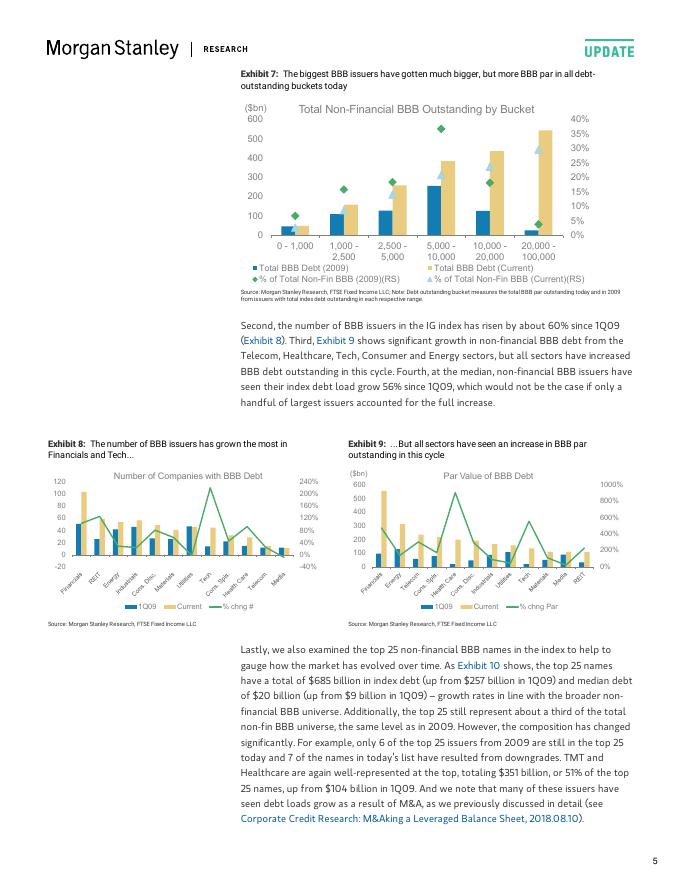 Morgan Stanley | RESEARCH
UPDATE
Exhibit 7: The biggest BBB issuers have gotten much bigger, but more BBB par in all debt-
outstanding buckets today
($bn)
Total Non-Financial BBB Outstanding by Bucket
600
500
400
300
200
100
0
40%
35%
30%
25%
20%
15%
10%
5%
0%
0 - 1,000
1,000 -
2,500
2,500 -
5,000
5,000 -
10,000
10,000 -
20,000
20,000 -
100,000
Total BBB Debt (2009)
Total BBB Debt (Current)
% of Total Non-Fin BBB (2009)(RS)
% of Total Non-Fin BBB (Current)(RS)
Source: Morgan Stanley Research, FTSE Fixed Income LLC; Note: Debt outstanding bucket measures the total BBB par outstanding today and in 2009
from issuers with total index debt outstanding in each respective range.
Second, the number of BBB issuers in the IG index has risen by about 60% since 1Q09
(Exhibit 8). Third, Exhibit 9 shows significant growth in non-financial BBB debt from the
Telecom, Healthcare, Tech, Consumer and Energy sectors, but all sectors have increased
BBB debt outstanding in this cycle. Fourth, at the median, non-financial BBB issuers have
seen their index debt load grow 56% since 1Q09, which would not be the case if only a
handful of largest issuers accounted for the full increase.
Exhibit 8: The number of BBB issuers has grown the most in
Financials and Tech...
Number of Companies with BBB Debt
120
100
80
60
40
20
0
-20
240%
200%
160%
120%
80%
40%
0%
-40%
Financials
REIT
Energy
Industrials
Cons. Disc.
Materials
Utilities
Tech
Cons. Spls.
Health Care
Telecom
Media
1Q09
Current
% chng #
Source: Morgan Stanley Research, FTSE Fixed Income LLC
Exhibit 9: ...But all sectors have seen an increase in BBB par
outstanding in this cycle
($bn)
Par Value of BBB Debt
600
500
400
300
200
100
0
1000%
800%
600%
400%
200%
0%
Financials
Energy
Telecom
Cons. Spls.
Health Care
Cons. Disc.
Industrials
Utilities
Tech
Materials
Media
REIT
1Q09
Current
% chng Par
Source: Morgan Stanley Research, FTSE Fixed Income LLC
Lastly, we also examined the top 25 non-financial BBB names in the index to help to
gauge how the market has evolved over time. As Exhibit 10 shows, the top 25 names
have a total of $685 billion in index debt (up from $257 billion in 1Q09) and median debt
of $20 billion (up from $9 billion in 1Q09) – growth rates in line with the broader non-
financial BBB universe. Additionally, the top 25 still represent about a third of the total
non-fin BBB universe, the same level as in 2009. However, the composition has changed
significantly. For example, only 6 of the top 25 issuers from 2009 are still in the top 25
today and 7 of the names in today's list have resulted from downgrades. TMT and
Healthcare are again well-represented at the top, totaling $351 billion, or 51% of the top
25 names, up from $104 billion in 1Q09. And we note that many of these issuers have
seen debt loads grow as a result of M&A, as we previously discussed in detail (see
Corporate Credit Research: M&Aking a Leveraged Balance Sheet, 2018.08.10).
5